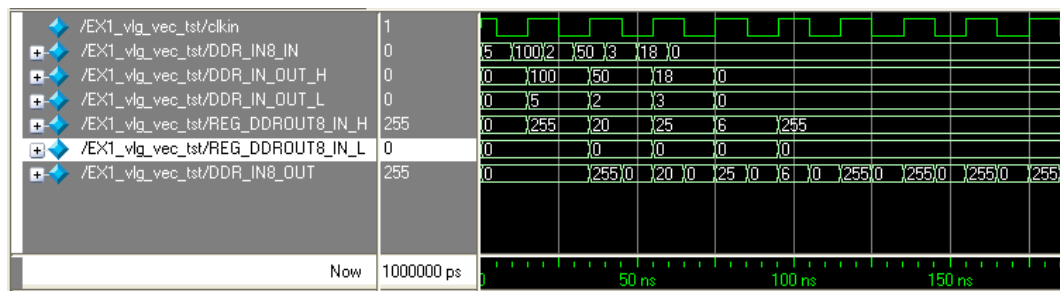 /EX1_vlg_vec_tst/clkin 1
/EX1_vlg_vec_tst/DDR_IN8_IN 0 5 100 2 50 3 18 0
/EX1_vlg_vec_tst/DDR_IN_OUT_H 0 0 100 50 18 0
/EX1_vlg_vec_tst/DDR_IN_OUT_L 0 0 5 2 3 0
/EX1_vlg_vec_tst/REG_DDROUT8_IN_H 255 0 255 20 25 6 255
/EX1_vlg_vec_tst/REG_DDROUT8_IN_L 0 0 0 0 0 0
/EX1_vlg_vec_tst/DDR_IN8_OUT 255 0 255 0 20 0 25 0 6 0 255 0 255 0 255 0 255
Now 1000000 ps 0 50 ns 100 ns 150 ns